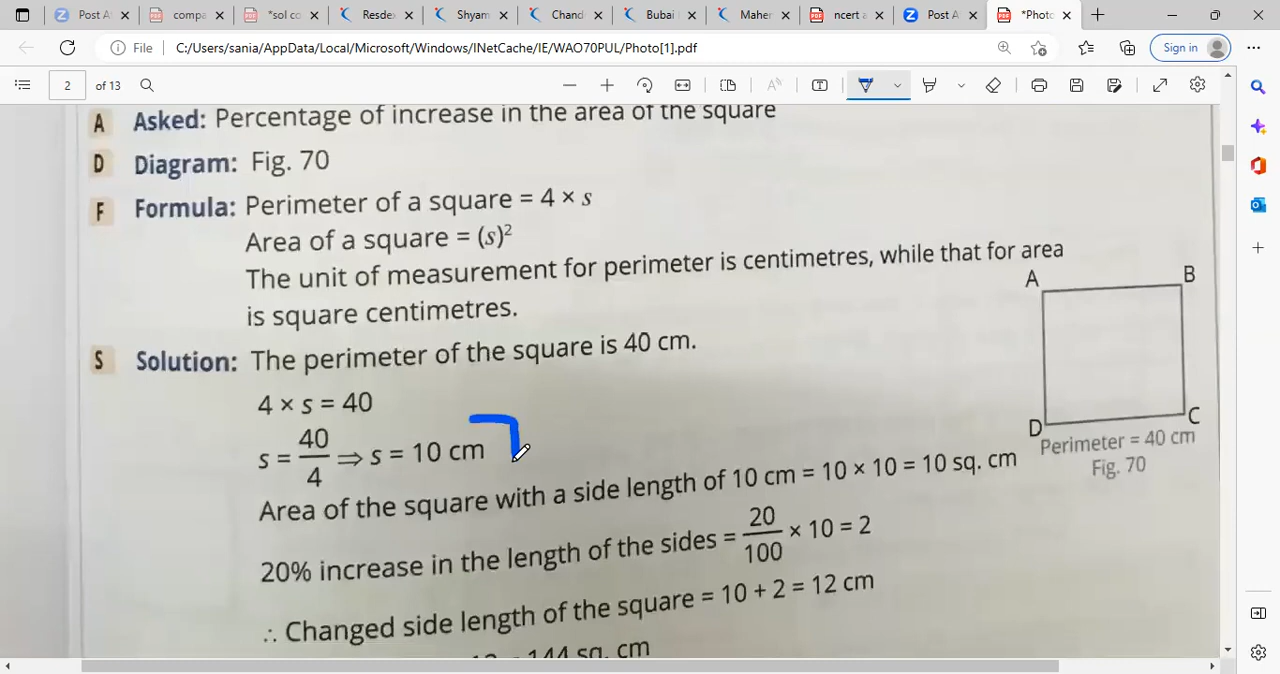 Post A
compa
*sol co
Resde
Shyam
Chand
Bubai
Maher
ncert a
Post A
*Photo
File
C:/Users/sania/AppData/Local/Microsoft/Windows/INetCache/IE/WAO70PUL/Photo[1].pdf
Sign in
2 of 13
A Asked: Percentage of increase in the area of the square
D Diagram: Fig. 70
F Formula: Perimeter of a square = 4 × s
Area of a square = (s)²
The unit of measurement for perimeter is centimetres, while that for area
is square centimetres.
S Solution: The perimeter of the square is 40 cm.
4 × s = 40
s = 40/4 ⇒ s = 10 cm
Area of the square with a side length of 10 cm = 10 × 10 = 10 sq. cm
20% increase in the length of the sides = 20/100 × 10 = 2
∴ Changed side length of the square = 10 + 2 = 12 cm
144 sq. cm
A
B
D
C
Perimeter = 40 cm
Fig. 70